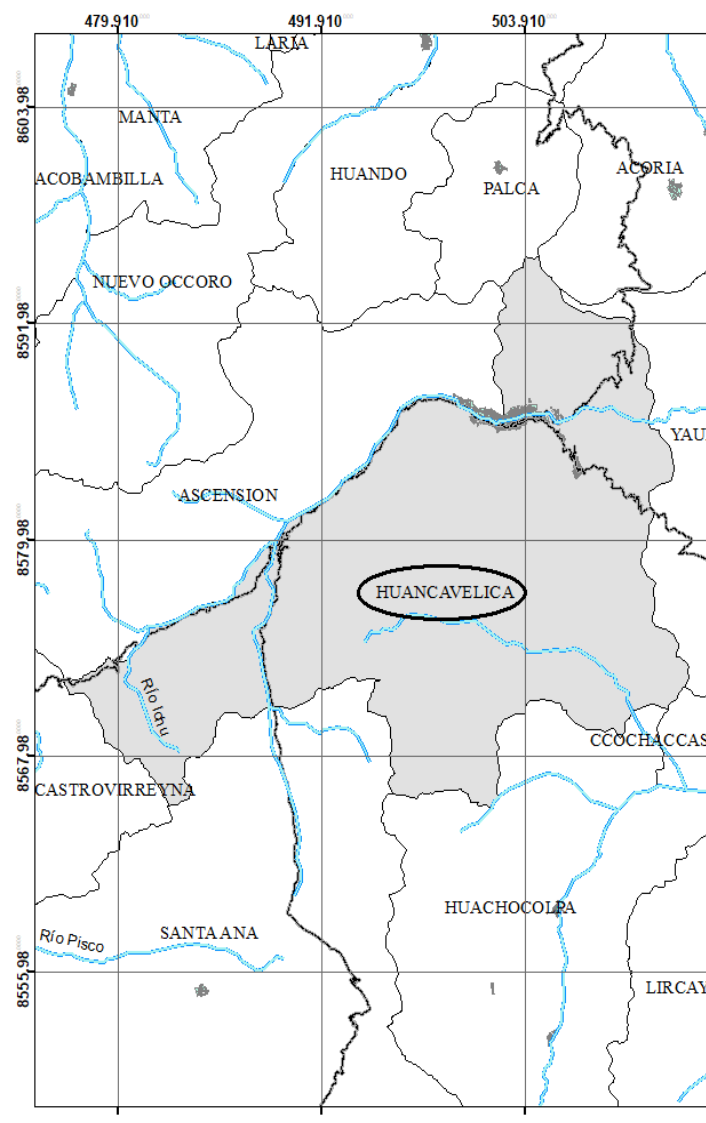 479.910 491.910 503.910
LARIA
8603.98
MANTA
ACOBAMBILLA
HUANDO
PALCA
ACORIA
NUEVO OCCORO
8591.98
YAU
ASCENSION
8579.98
HUANCAVELICA
Río Ichu
CCOCHACCAS
8567.98
CASTROVIRREYNA
HUACHOCOLPA
SANTA ANA
Río Pisco
8555.98
LIRCAY